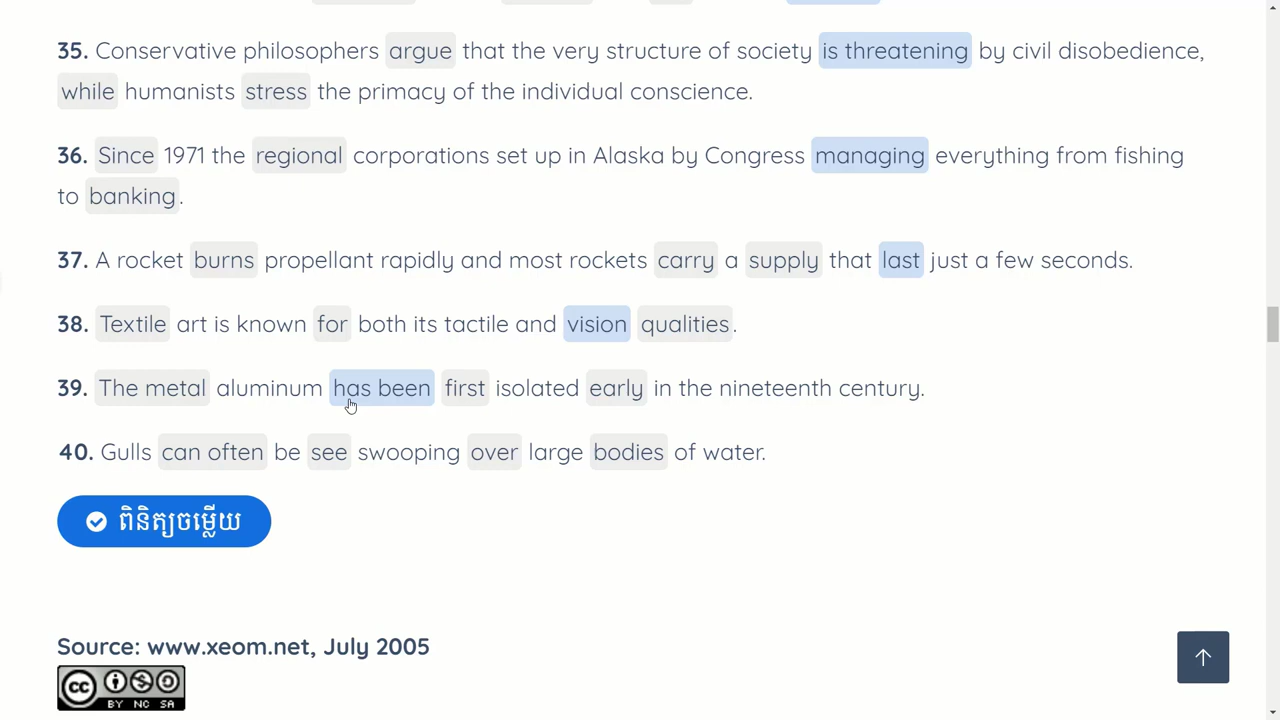 35. Conservative philosophers argue that the very structure of society is threatening by civil disobedience,
while humanists stress the primacy of the individual conscience.
36. Since 1971 the regional corporations set up in Alaska by Congress managing everything from fishing
to banking.
37. A rocket burns propellant rapidly and most rockets carry a supply that last just a few seconds.
38. Textile art is known for both its tactile and vision qualities.
39. The metal aluminum has been first isolated early in the nineteenth century.
40. Gulls can often be see swooping over large bodies of water.
ពិនិត្យចម្លើយ
Source: www.xeom.net, July 2005
cc
BY NC SA